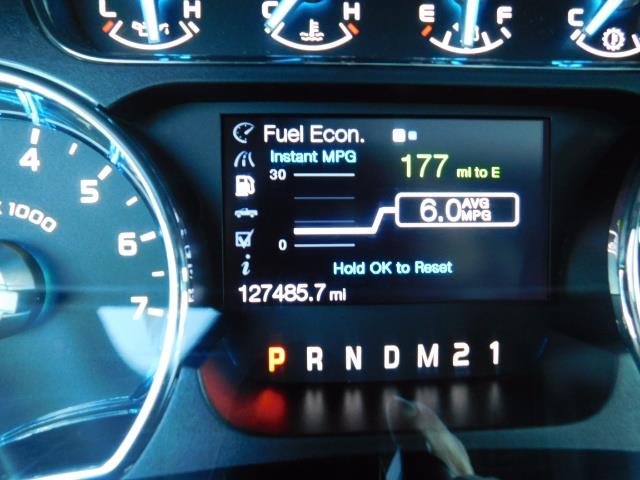 L H C H E F C
Fuel Econ.
Instant MPG
177 mi to E
30
6.0 AVG MPG
0
Hold OK to Reset
127485.7 mi
4
5
6
7
x 1000
P R N D M 2 1